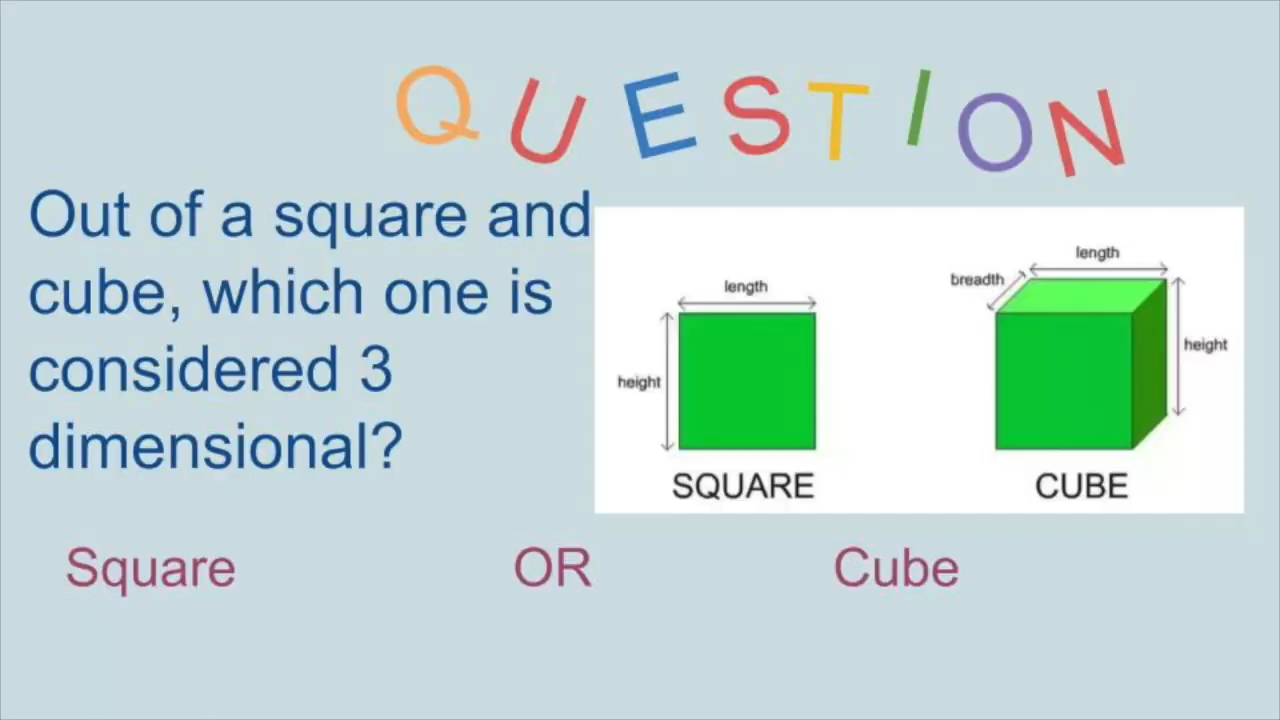 QUESTION
Out of a square and
cube, which one is
considered 3
dimensional?
length
height
SQUARE
length
breadth
height
CUBE
Square OR Cube